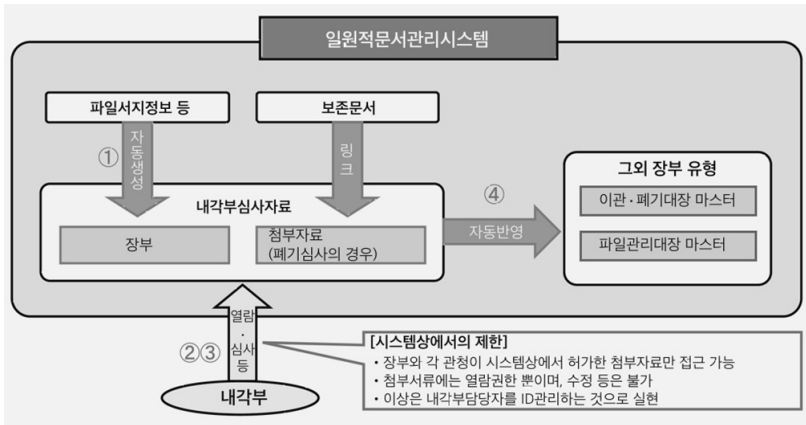 일원적문서관리시스템
파일서지정보 등
보존문서
① 자동생성
링크
내각부심사자료
장부
첨부자료
(폐기심사의 경우)
④
자동반영
그외 장부 유형
이관·폐기대장 마스터
파일관리대장 마스터
②③
열람
·
심사
등
내각부
[시스템상에서의 제한]
· 장부와 각 관청이 시스템상에서 허가한 첨부자료만 접근 가능
· 첨부서류에는 열람권한 뿐이며, 수정 등은 불가
· 이상은 내각부담당자를 ID관리하는 것으로 실현